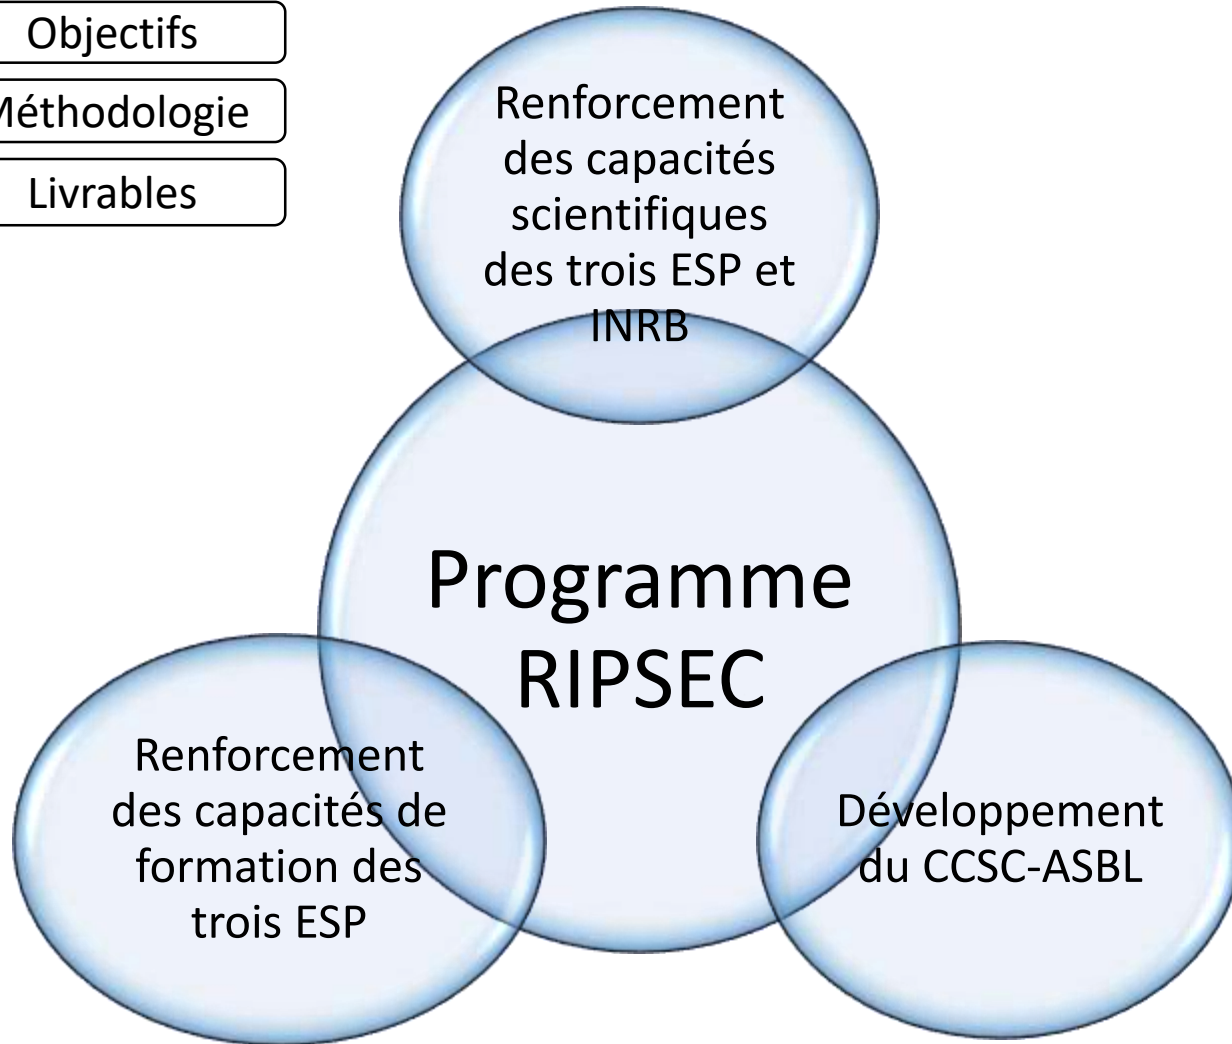 Objectifs
Méthodologie
Livrables
Renforcement
des capacités
scientifiques
des trois ESP et
INRB
Programme
RIPSEC
Renforcement
des capacités de
formation des
trois ESP
Développement
du CCSC-ASBL